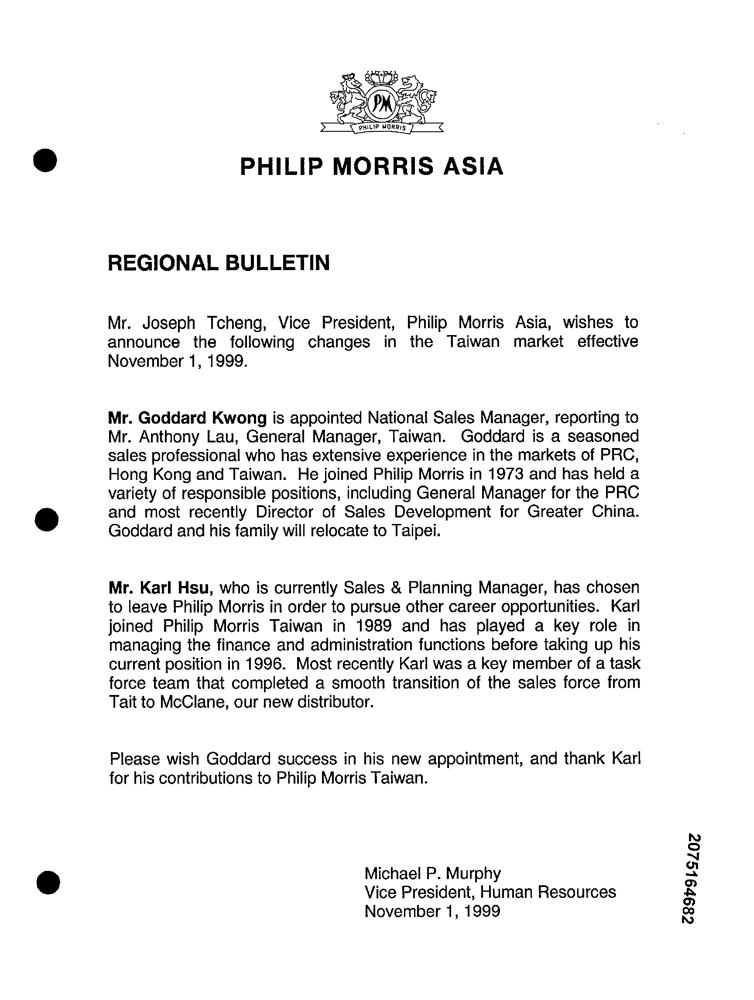 PM
PHILIP MORRIS
PHILIP MORRIS ASIA
REGIONAL BULLETIN
Mr. Joseph Tcheng, Vice President, Philip Morris Asia, wishes to
announce the following changes in the Taiwan market effective
November 1, 1999.
Mr. Goddard Kwong is appointed National Sales Manager, reporting to
Mr. Anthony Lau, General Manager, Taiwan. Goddard is a seasoned
sales professional who has extensive experience in the markets of PRC,
Hong Kong and Taiwan. He joined Philip Morris in 1973 and has held a
variety of responsible positions, including General Manager for the PRC
and most recently Director of Sales Development for Greater China.
Goddard and his family will relocate to Taipei.
Mr. Karl Hsu, who is currently Sales & Planning Manager, has chosen
to leave Philip Morris in order to pursue other career opportunities. Karl
joined Philip Morris Taiwan in 1989 and has played a key role in
managing the finance and administration functions before taking up his
current position in 1996. Most recently Karl was a key member of a task
force team that completed a smooth transition of the sales force from
Tait to McClane, our new distributor.
Please wish Goddard success in his new appointment, and thank Karl
for his contributions to Philip Morris Taiwan.
Michael P. Murphy
Vice President, Human Resources
November 1, 1999
2075164682